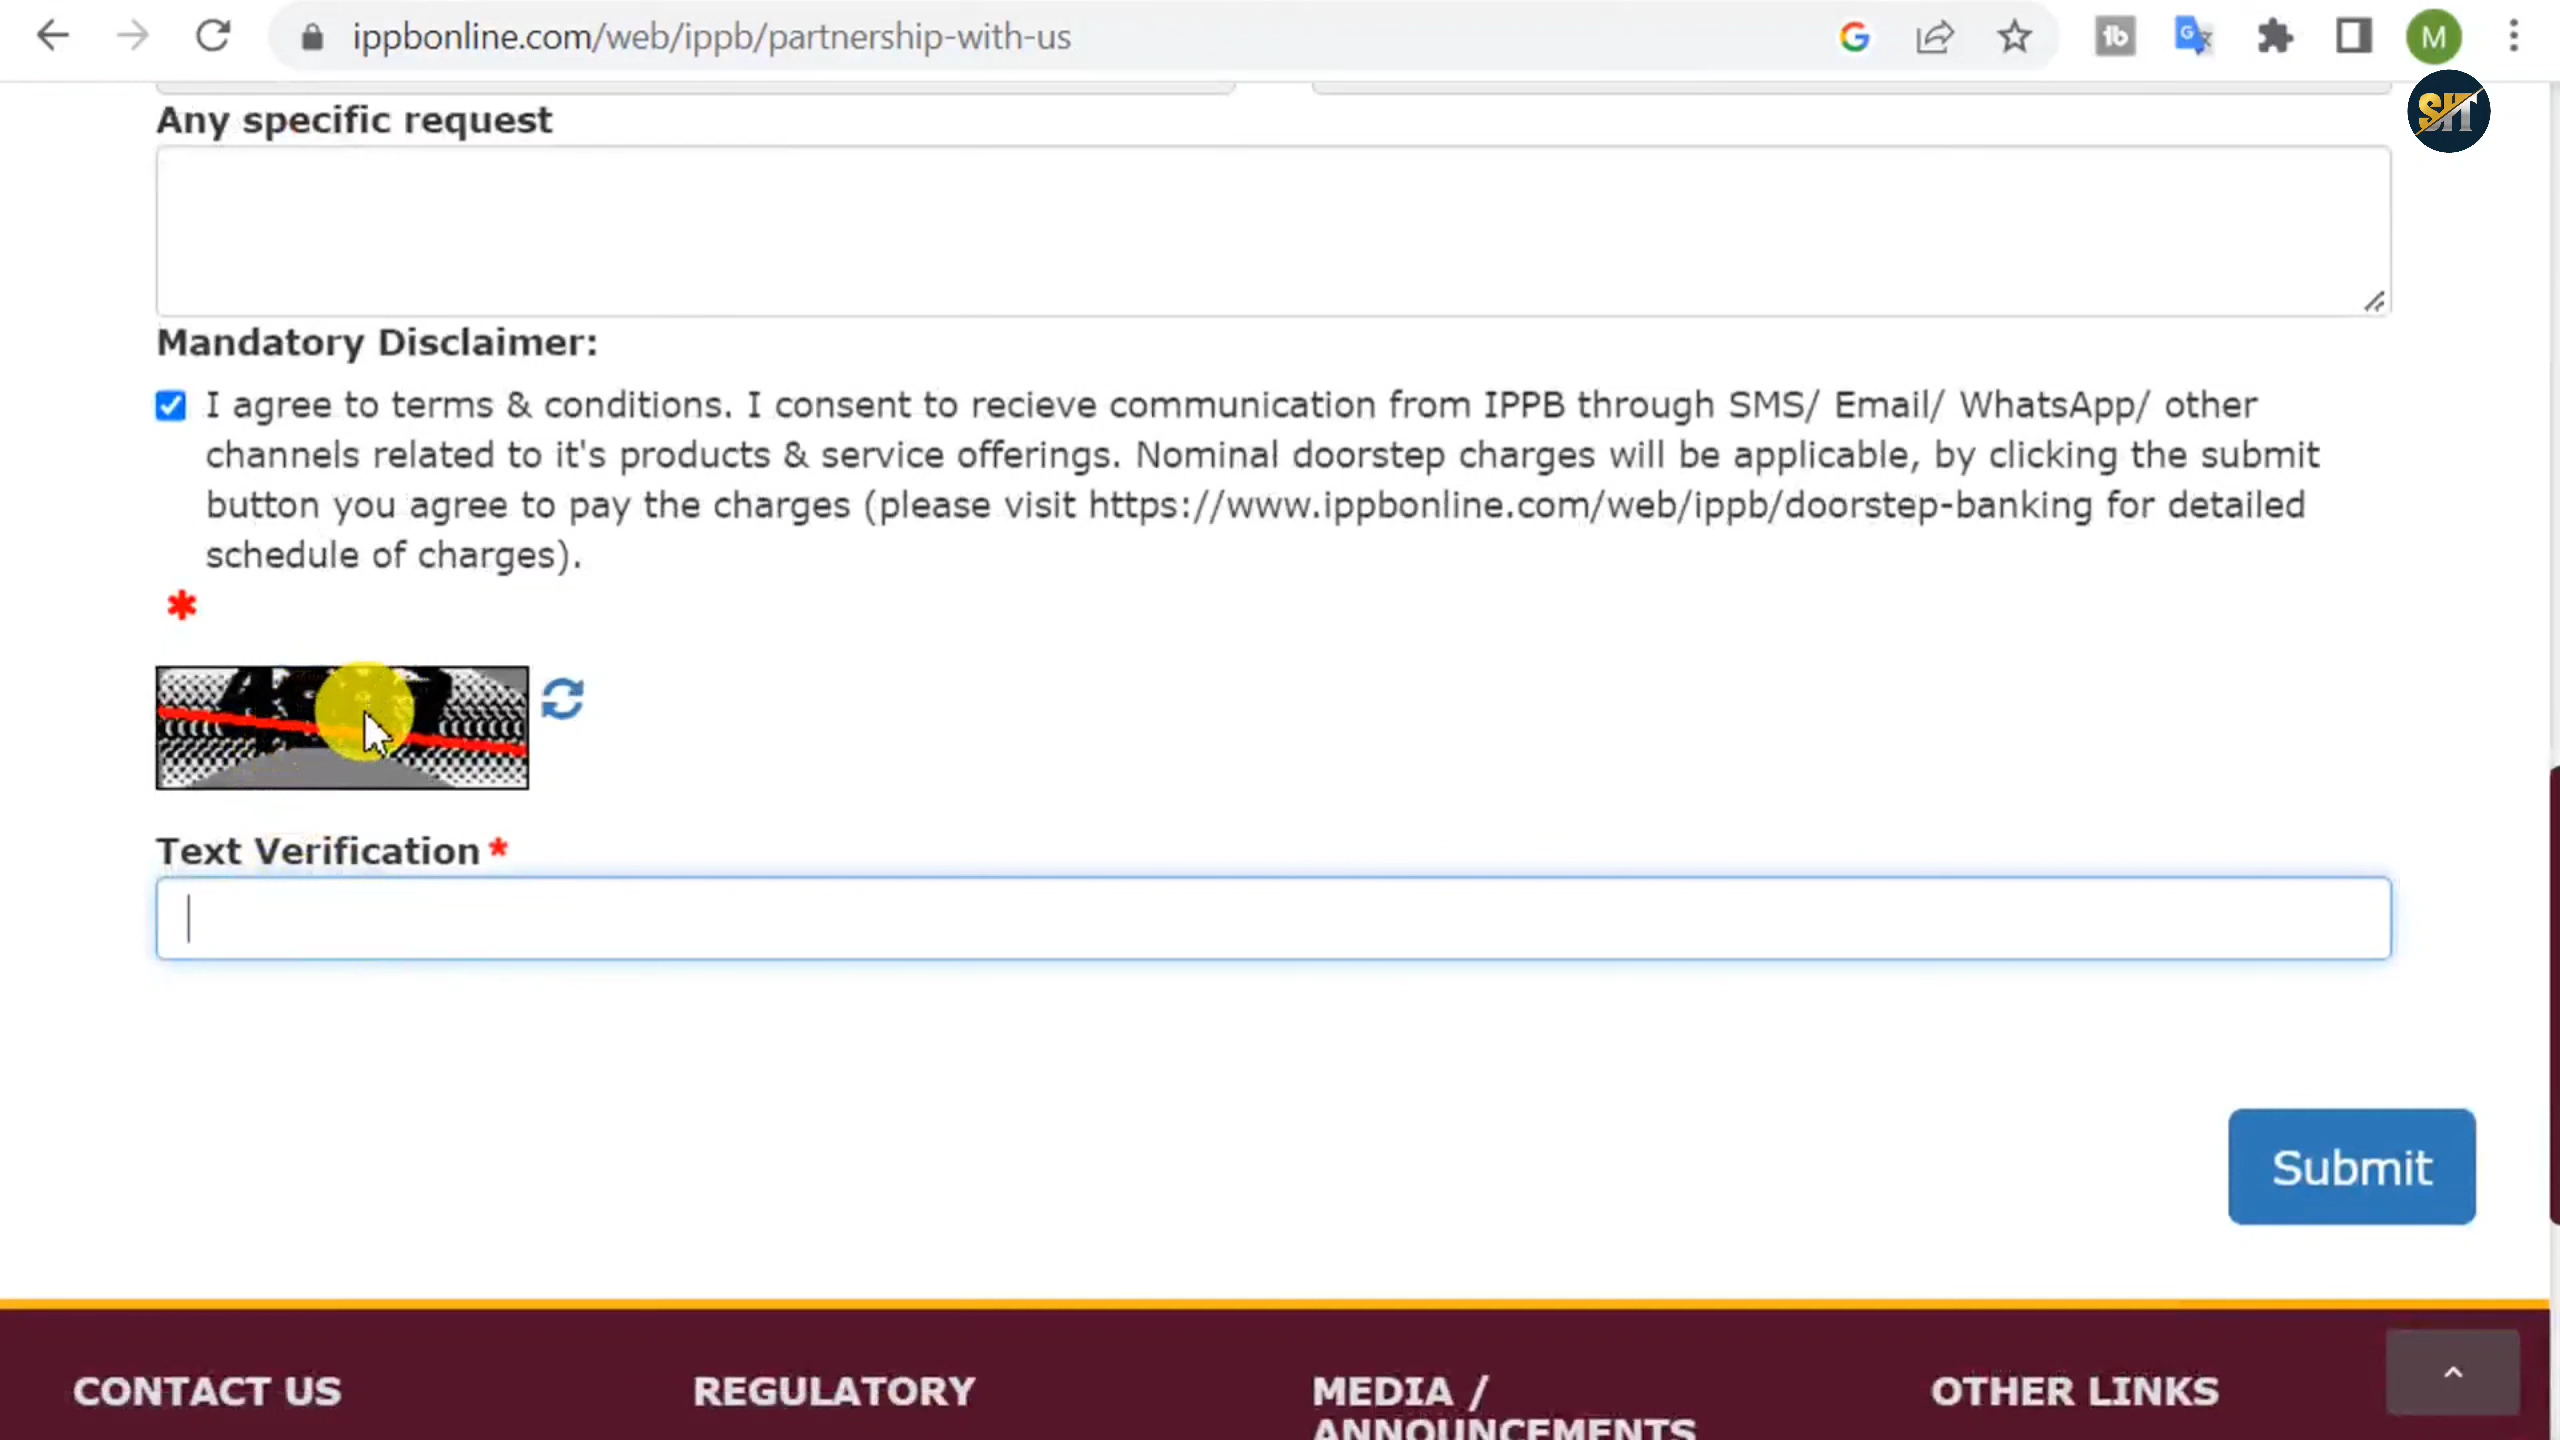 ippbonline.com/web/ippb/partnership-with-us
M
SHT
Any specific request
Mandatory Disclaimer:
I agree to terms & conditions. I consent to recieve communication from IPPB through SMS/ Email/ WhatsApp/ other
channels related to it's products & service offerings. Nominal doorstep charges will be applicable, by clicking the submit
button you agree to pay the charges (please visit https://www.ippbonline.com/web/ippb/doorstep-banking for detailed
schedule of charges).
*
Text Verification *
Submit
CONTACT US
REGULATORY
MEDIA /
ANNOUNCEMENTS
OTHER LINKS